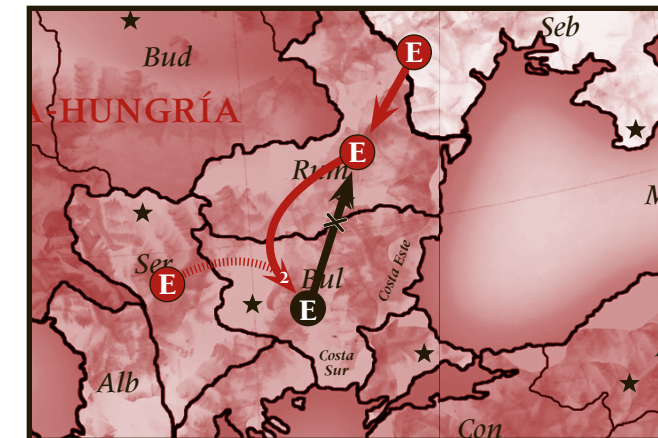 Seb
Bud
A-HUNGRÍA
E
E
Rum
M
Ser
E
2
Bul
E
Costa Este
Costa
Sur
Alb
Con